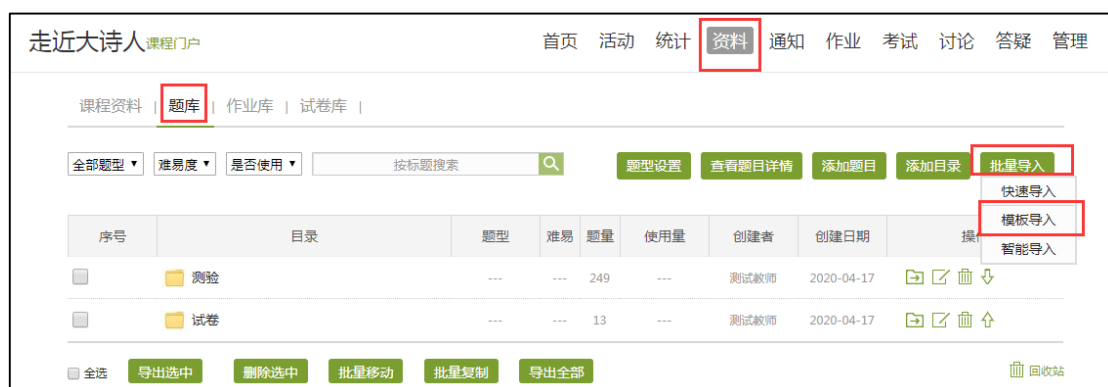 走近大诗人 课程门户 首页 活动 统计 资料 通知 作业 考试 讨论 答疑 管理
课程资料 | 题库 | 作业库 | 试卷库 |
全部题型 难易度 是否使用 按标题搜索 题型设置 查看题目详情 添加题目 添加目录 批量导入
快速导入
模板导入
智能导入
序号 目录 题型 难易 题量 使用量 创建者 创建日期
测验 --- --- 249 --- 测试教师 2020-04-17
试卷 --- --- 13 --- 测试教师 2020-04-17
全选 导出选中 删除选中 批量移动 批量复制 导出全部 回收站